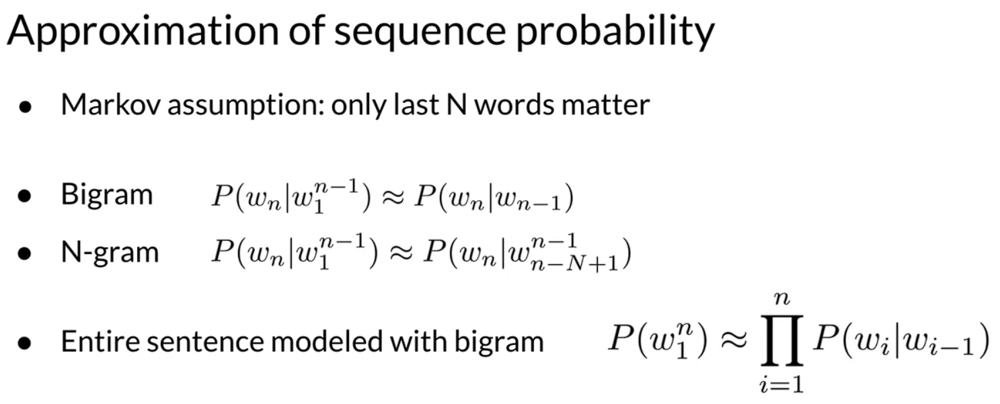 Approximation of sequence probability
● Markov assumption: only last N words matter
● Bigram $P(w_n|w_1^{n-1}) \approx P(w_n|w_{n-1})$
● N-gram $P(w_n|w_1^{n-1}) \approx P(w_n|w_{n-N+1}^{n-1})$
● Entire sentence modeled with bigram $P(w_1^n) \approx \prod_{i=1}^{n} P(w_i|w_{i-1})$